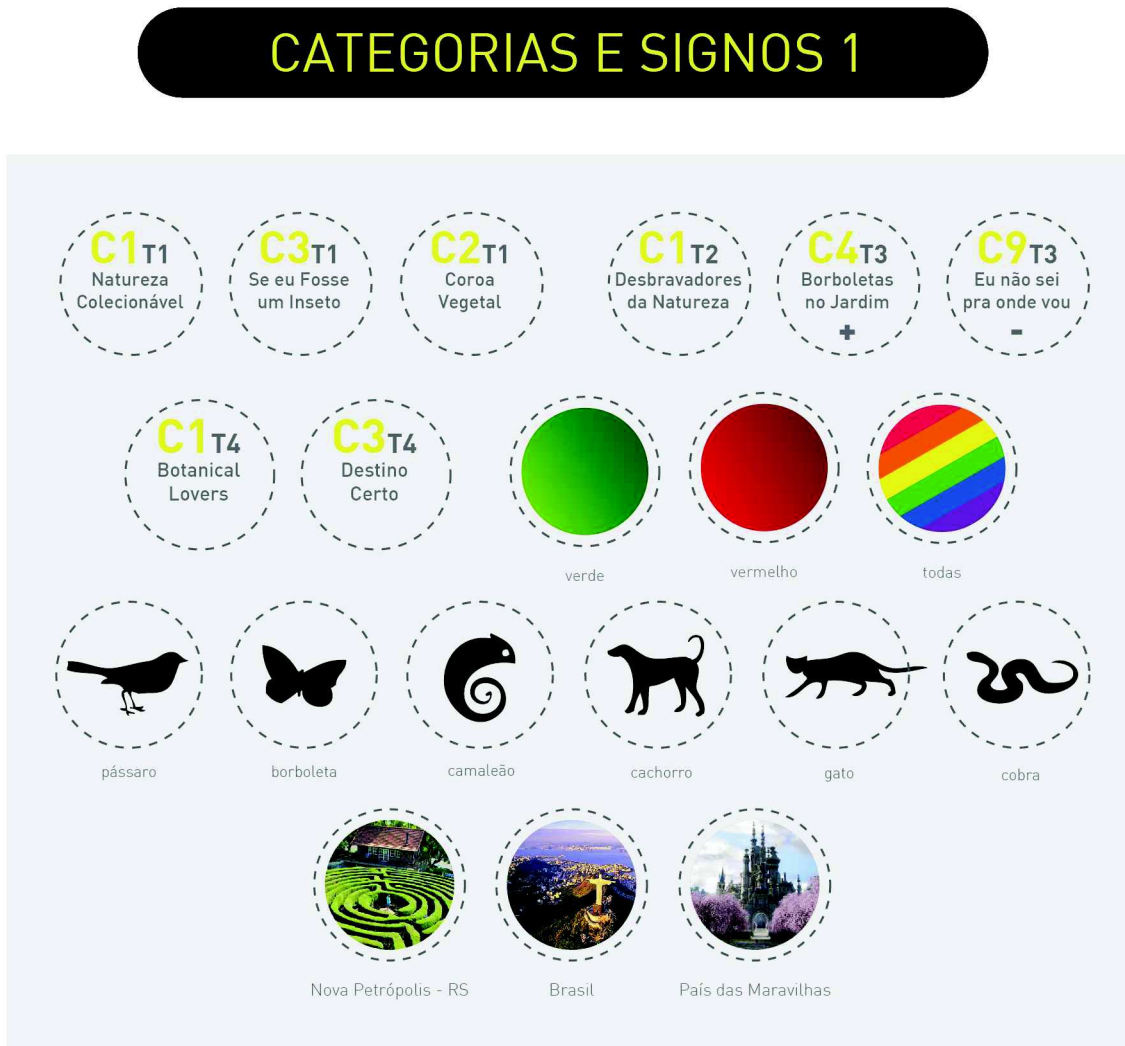 CATEGORIAS E SIGNOS 1
C1T1
Natureza
Colecionável
C3T1
Se eu Fosse
um Inseto
C2T1
Coroa
Vegetal
C1T2
Desbravadores
da Natureza
C4T3
Borboletas
no Jardim
+
C9T3
Eu não sei
pra onde vou
-
C1T4
Botanical
Lovers
C3T4
Destino
Certo
verde
vermelho
todas
pássaro
borboleta
camaleão
cachorro
gato
cobra
Nova Petrópolis - RS
Brasil
País das Maravilhas